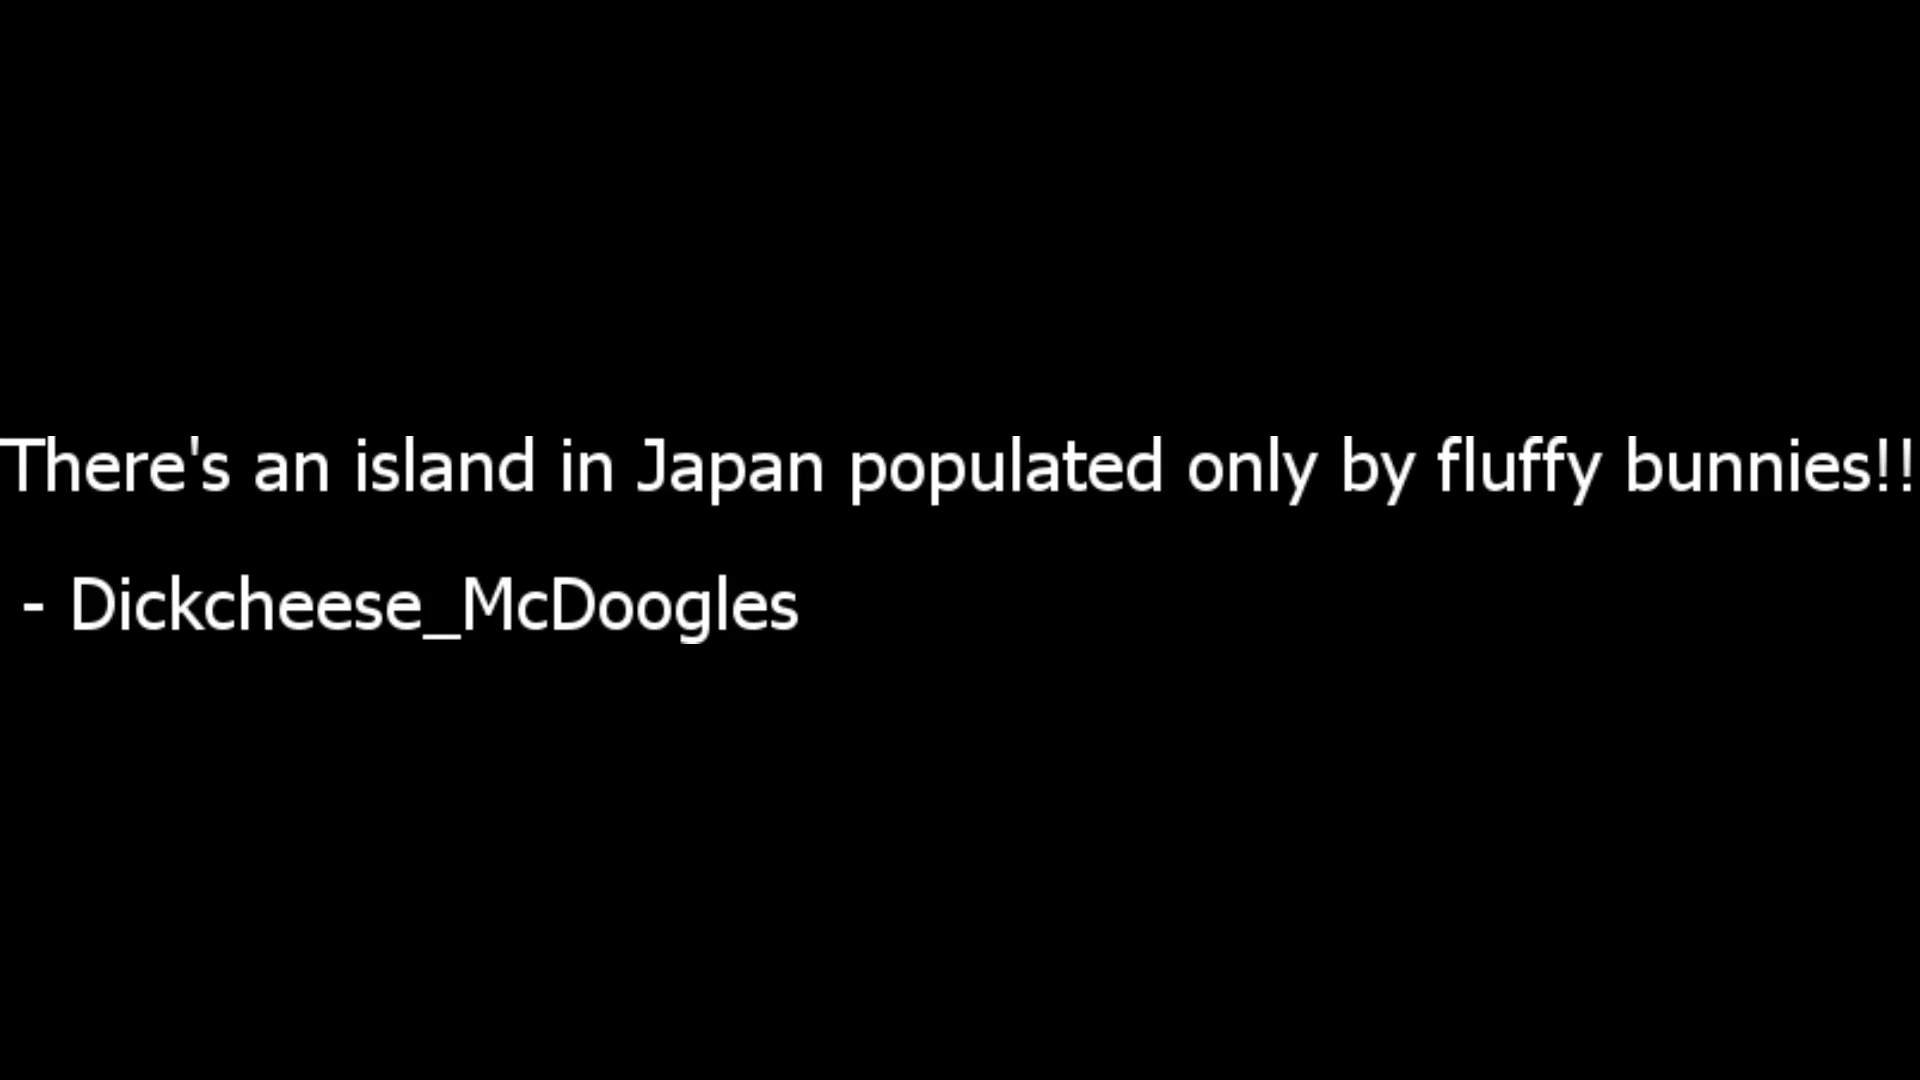 There's an island in Japan populated only by fluffy bunnies!!
- Dickcheese_McDoogles